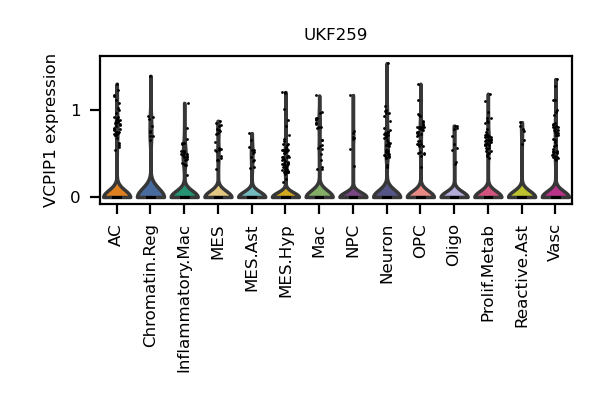 UKF259
VCPIP1 expression
1
0
AC
Chromatin.Reg
Inflammatory.Mac
MES
MES.Ast
MES.Hyp
Mac
NPC
Neuron
OPC
Oligo
Prolif.Metab
Reactive.Ast
Vasc